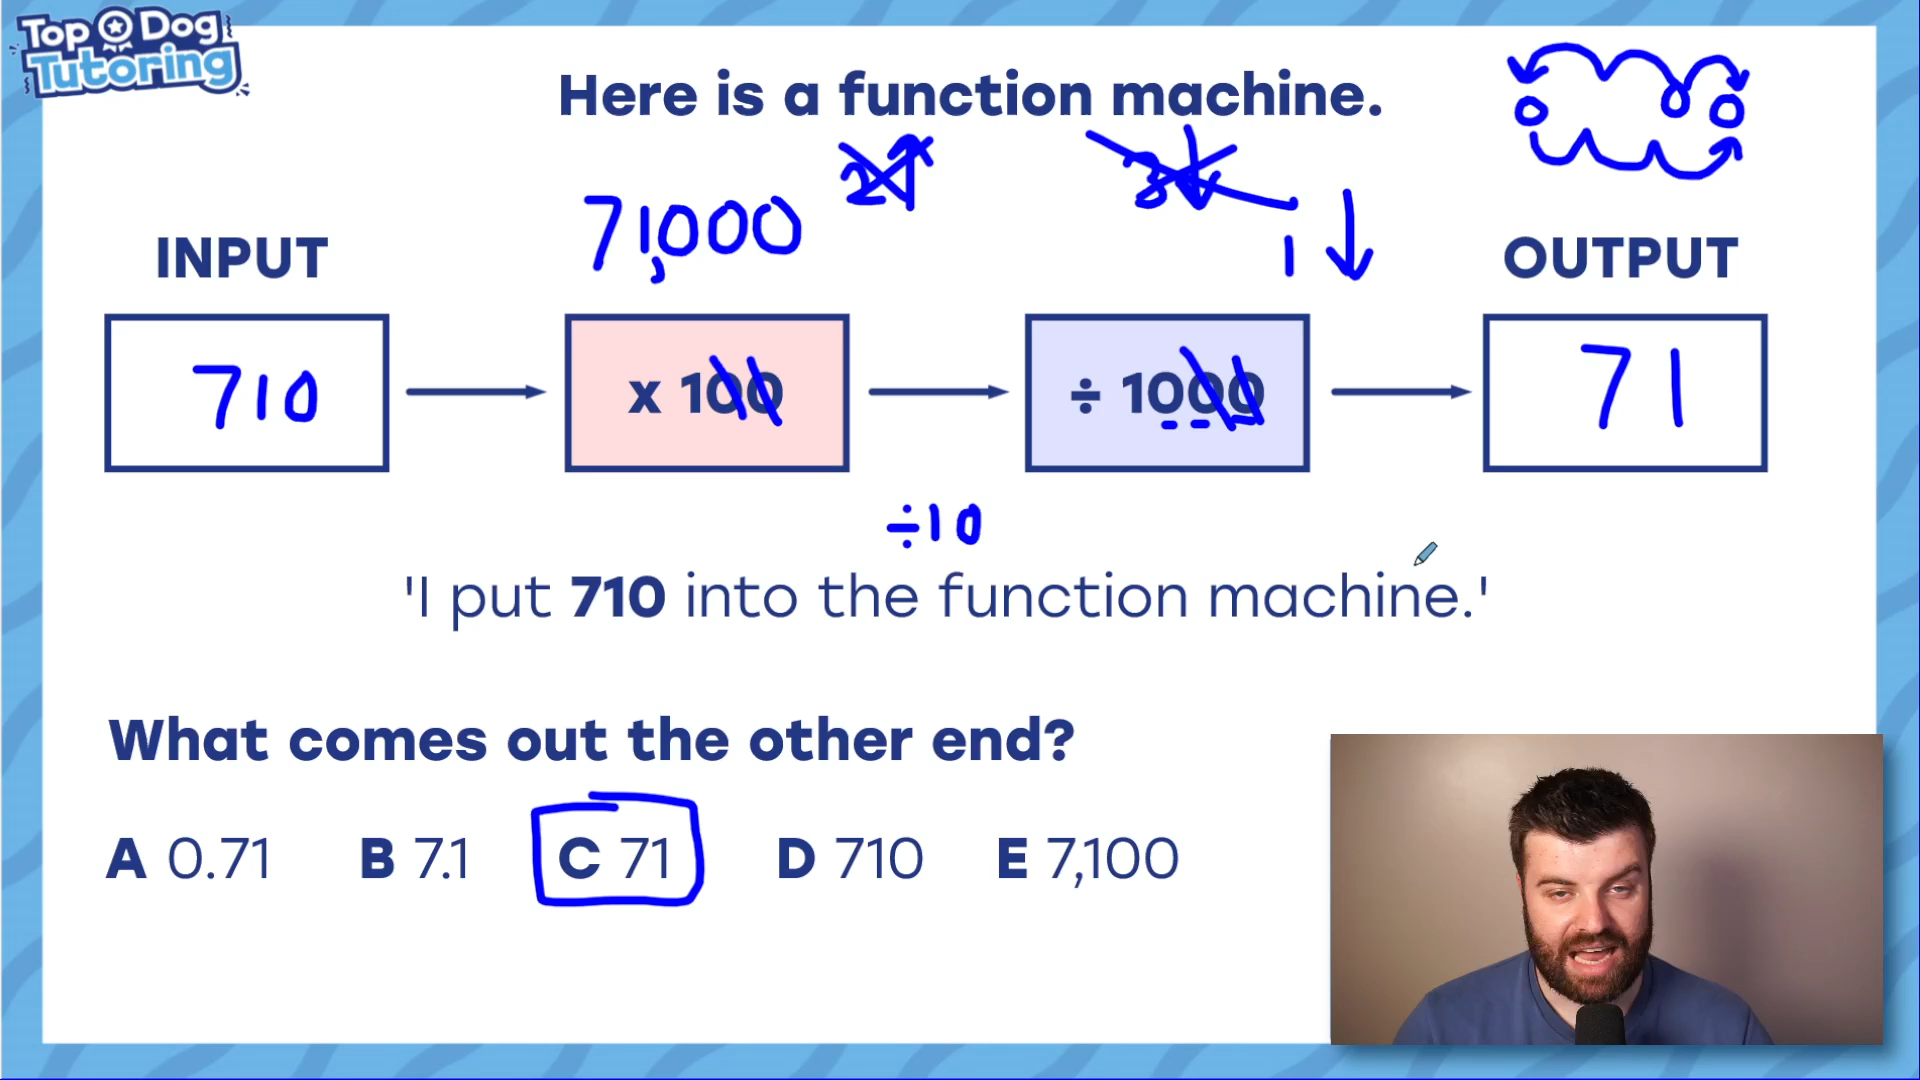 Top Dog
Tutoring
Here is a function machine.
71,000
1
INPUT
OUTPUT
710
x 100
÷ 1000
71
÷10
'I put 710 into the function machine.'
What comes out the other end?
A 0.71 B 7.1 C 71 D 710 E 7,100